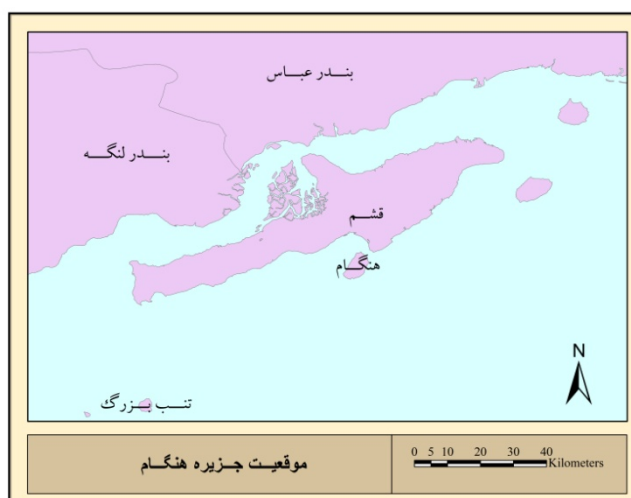 بندر عباس
بندر لنگه
قشم
هنگام
N
تنب بزرگ
موقعیت جزیره هنگام
0 5 10 20 30 40
Kilometers